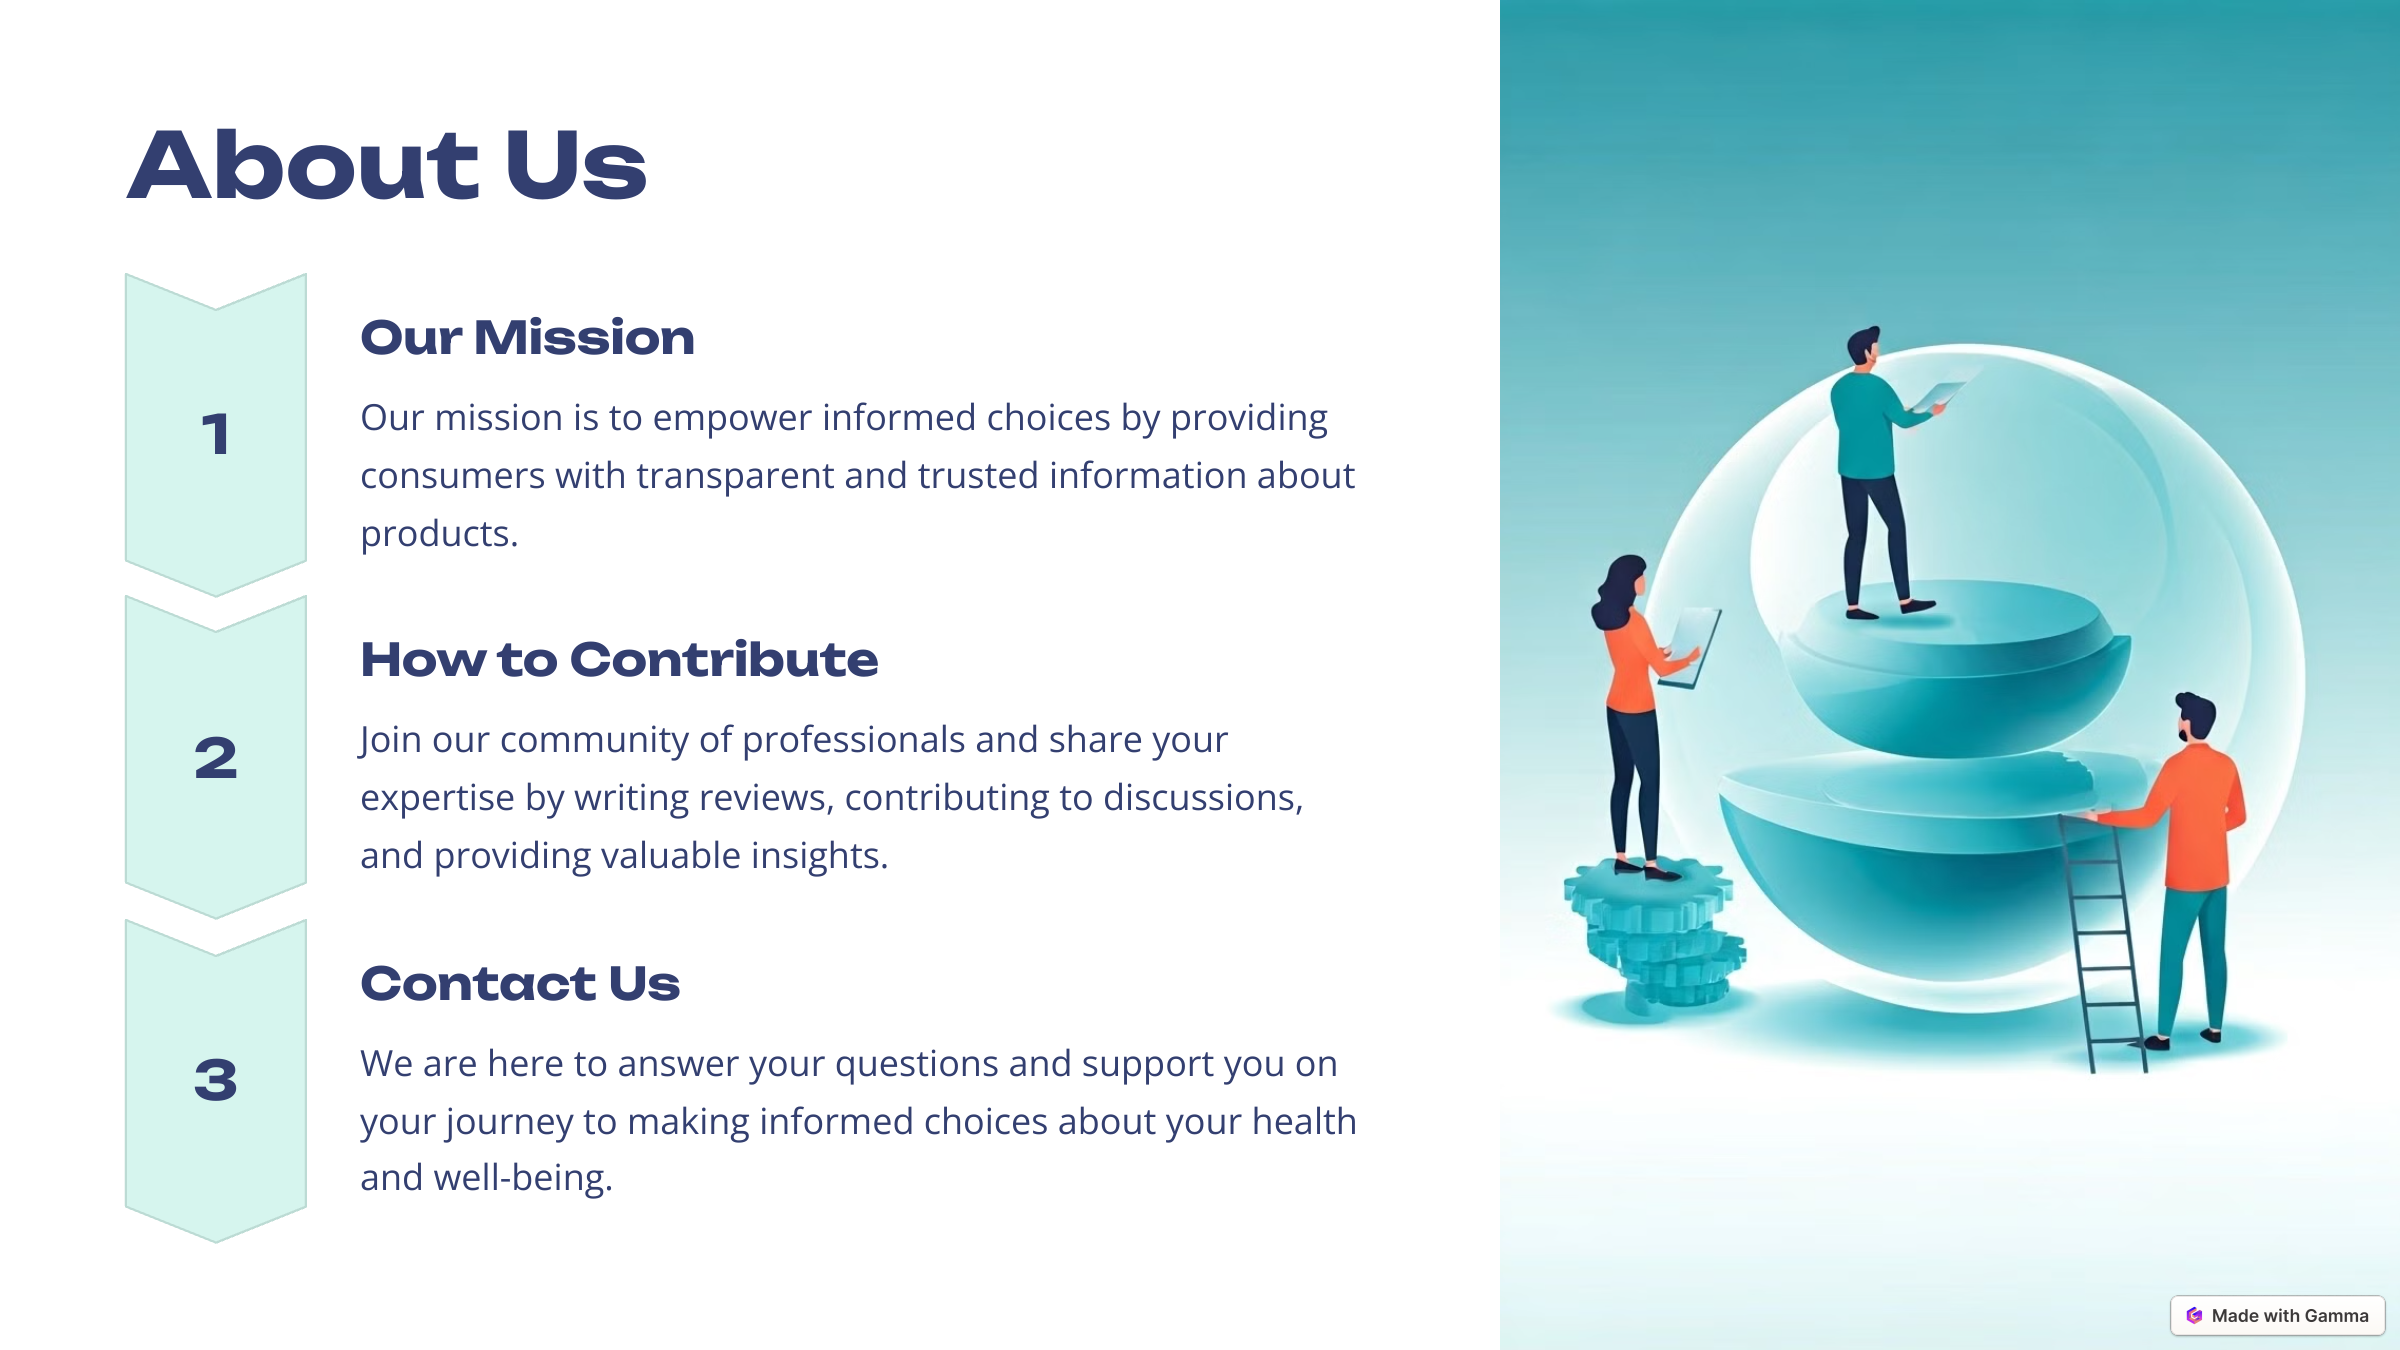 About Us
1
Our Mission
Our mission is to empower informed choices by providing
consumers with transparent and trusted information about
products.
2
How to Contribute
Join our community of professionals and share your
expertise by writing reviews, contributing to discussions,
and providing valuable insights.
3
Contact Us
We are here to answer your questions and support you on
your journey to making informed choices about your health
and well-being.
Made with Gamma